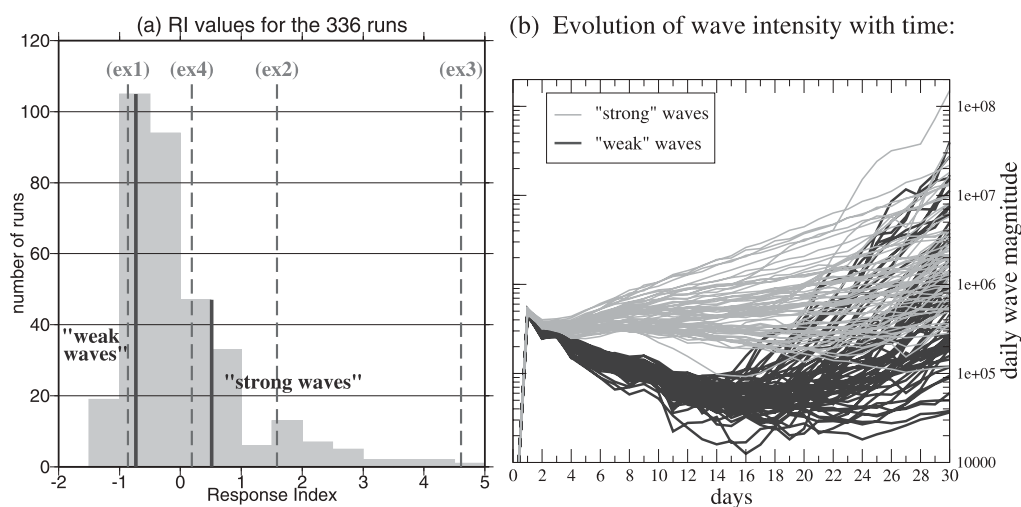 (a) RI values for the 336 runs
120
100
80
60
40
20
0
number of runs
(ex1) (ex4) (ex2) (ex3)
"weak
waves"
"strong waves"
-2 -1 0 1 2 3 4 5
Response Index
(b) Evolution of wave intensity with time:
"strong" waves
"weak" waves
1e+08
1e+07
1e+06
1e+05
10000
daily wave magnitude
0 2 4 6 8 10 12 14 16 18 20 22 24 26 28 30
days